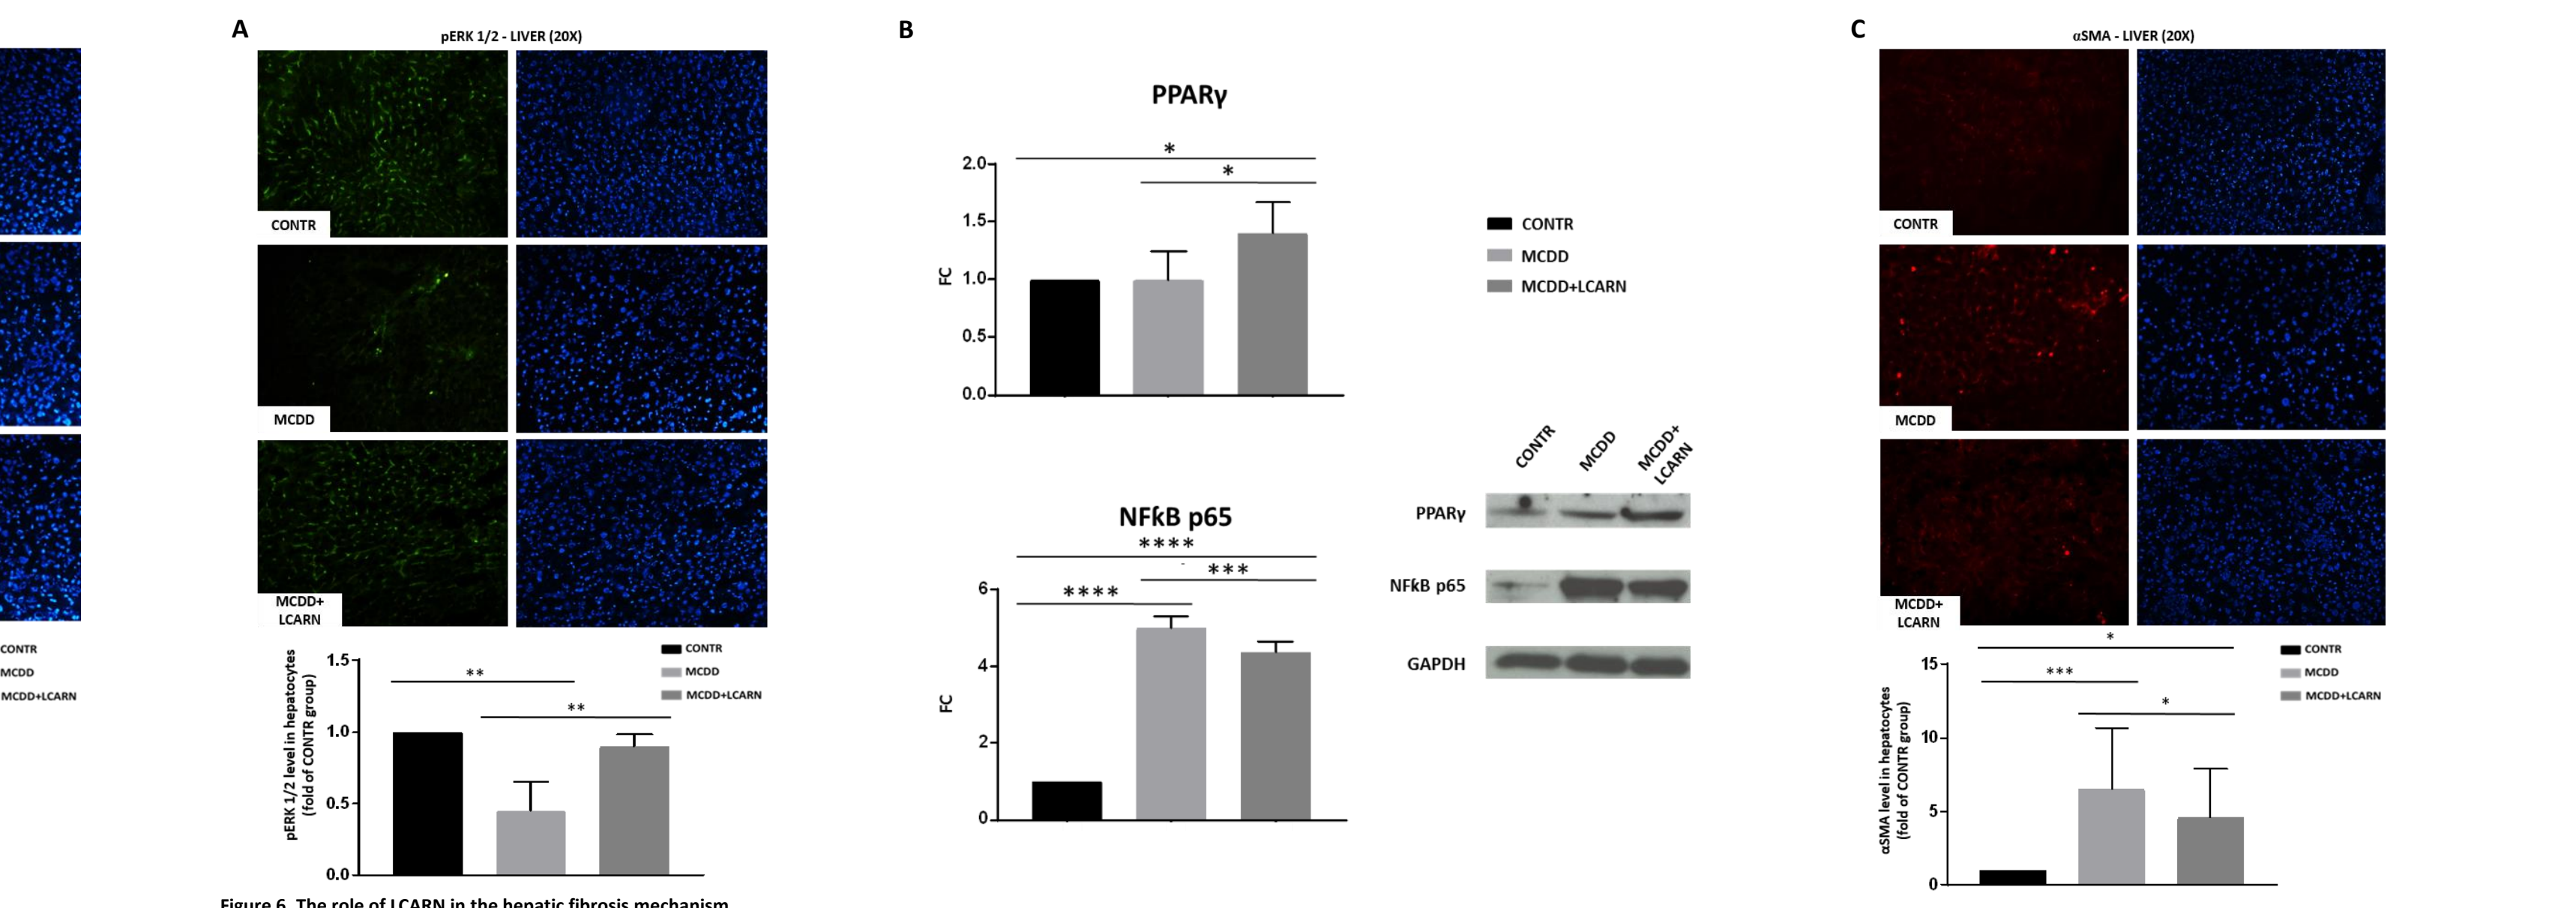 CONTR
MCDD
MCDD+LCARN
A
pERK 1/2 - LIVER (20X)
CONTR
MCDD
MCDD+
LCARN
pERK 1/2 level in hepatocytes
(fold of CONTR group)
1.5
1.0
0.5
0.0
**
**
CONTR
MCDD
MCDD+LCARN
Figure 6. The role of LCARN in the hepatic fibrosis mechanism
B
PPARγ
*
*
FC
2.0
1.5
1.0
0.5
0.0
CONTR
MCDD
MCDD+LCARN
NFƙB p65
****
***
****
FC
6
4
2
0
CONTR
MCDD
MCDD+
LCARN
PPARγ
NFƙB p65
GAPDH
C
αSMA - LIVER (20X)
CONTR
MCDD
MCDD+
LCARN
αSMA level in hepatocytes
(fold of CONTR group)
15
10
5
0
*
***
*
CONTR
MCDD
MCDD+LCARN